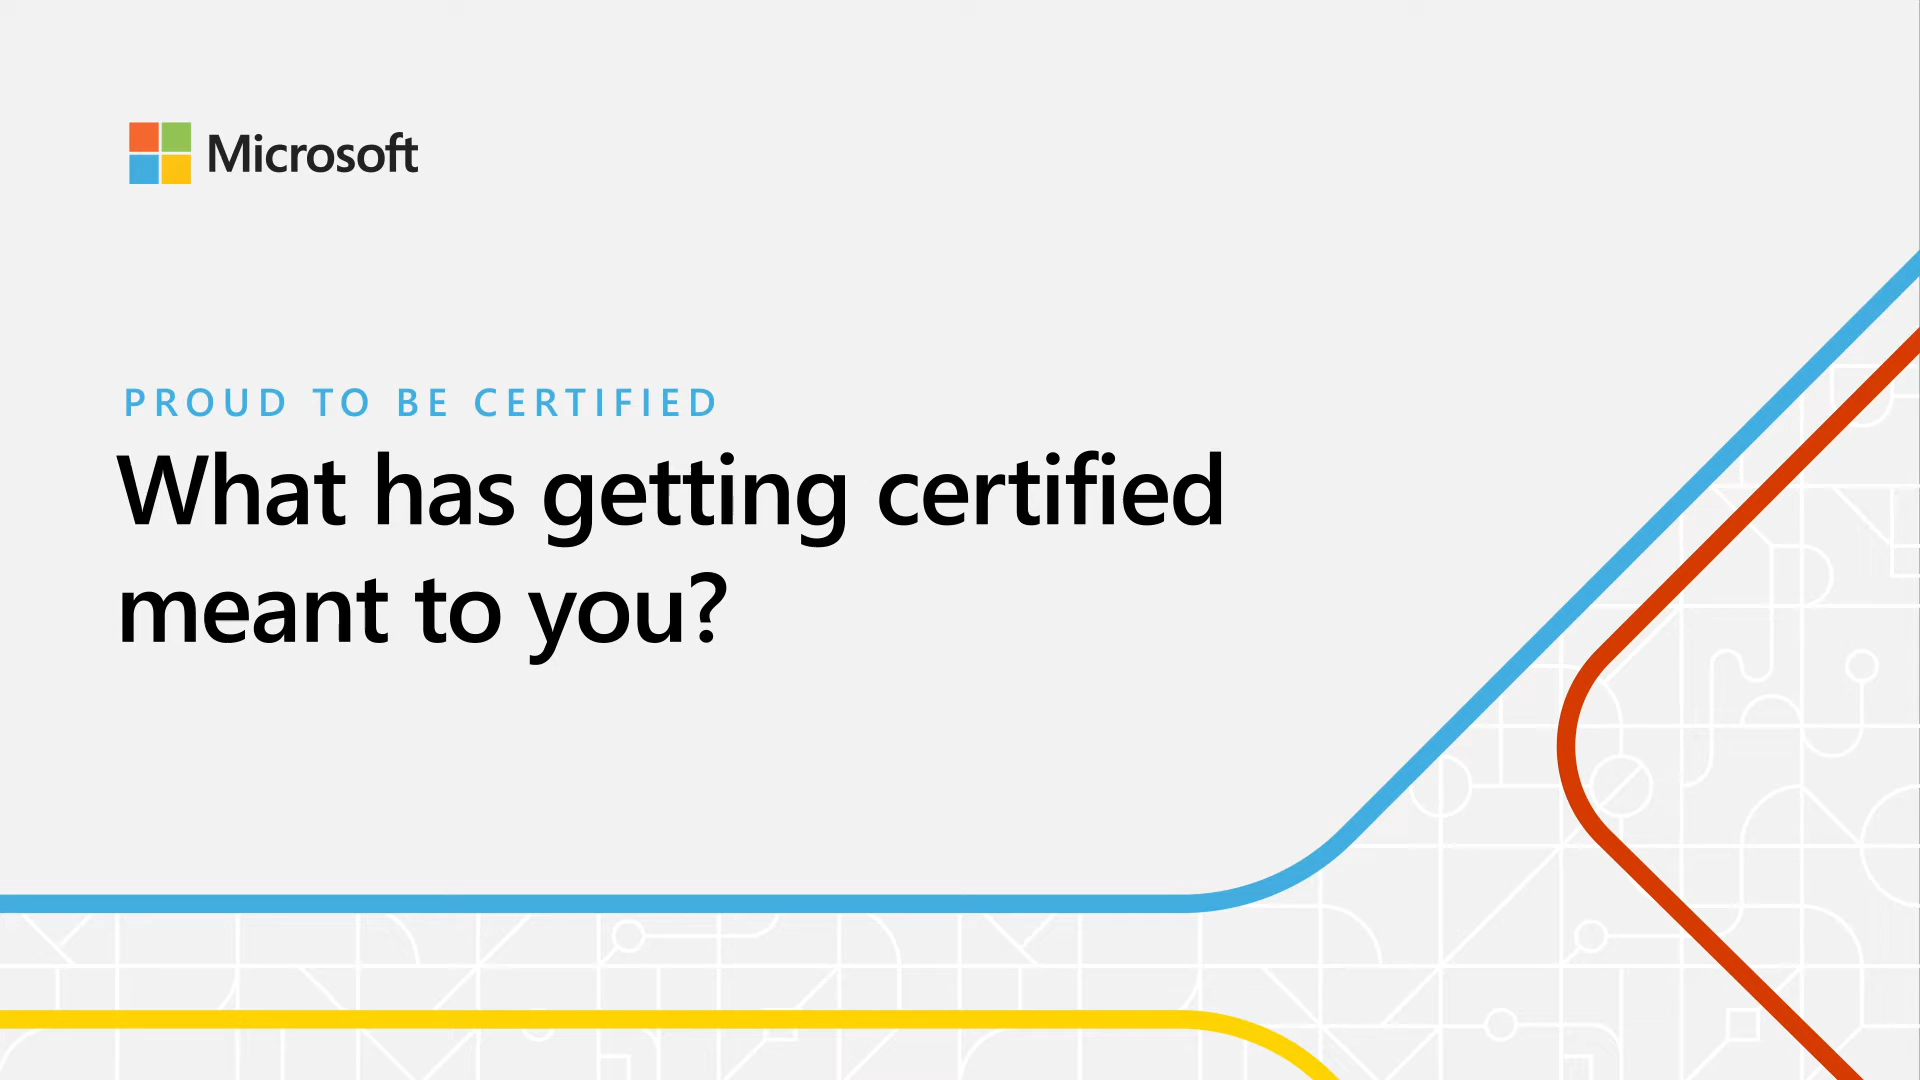 Microsoft
PROUD TO BE CERTIFIED
What has getting certified
meant to you?